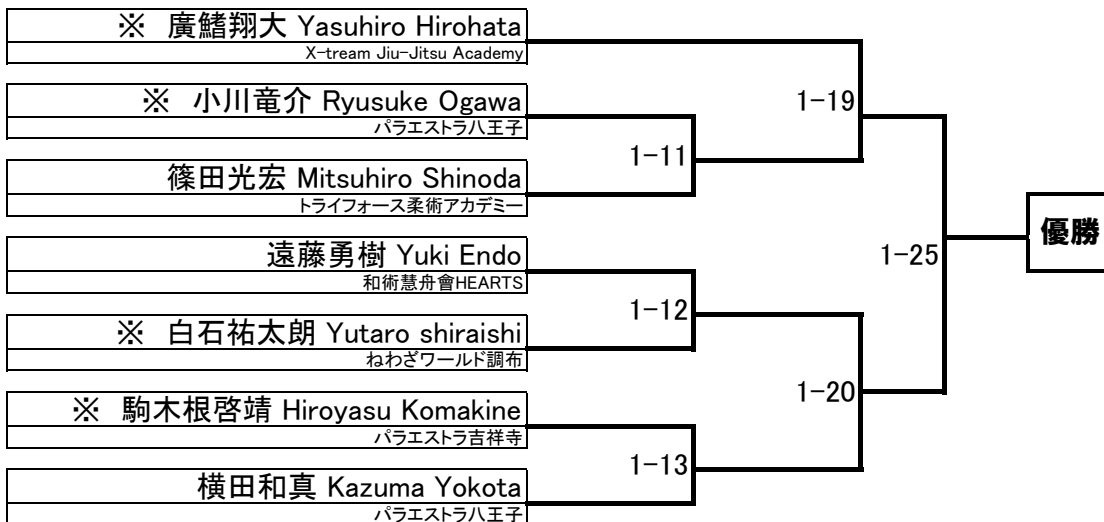 ※ 廣鰭翔大 Yasuhiro Hirohata
X-tream Jiu-Jitsu Academy
※ 小川竜介 Ryusuke Ogawa
パラエストラ八王子
篠田光宏 Mitsuhiro Shinoda
トライフォース柔術アカデミー
遠藤勇樹 Yuki Endo
和術慧舟會HEARTS
※ 白石祐太朗 Yutaro shiraishi
ねわざワールド調布
※ 駒木根啓靖 Hiroyasu Komakine
パラエストラ吉祥寺
横田和真 Kazuma Yokota
パラエストラ八王子
1-11
1-12
1-13
1-19
1-20
1-25
優勝